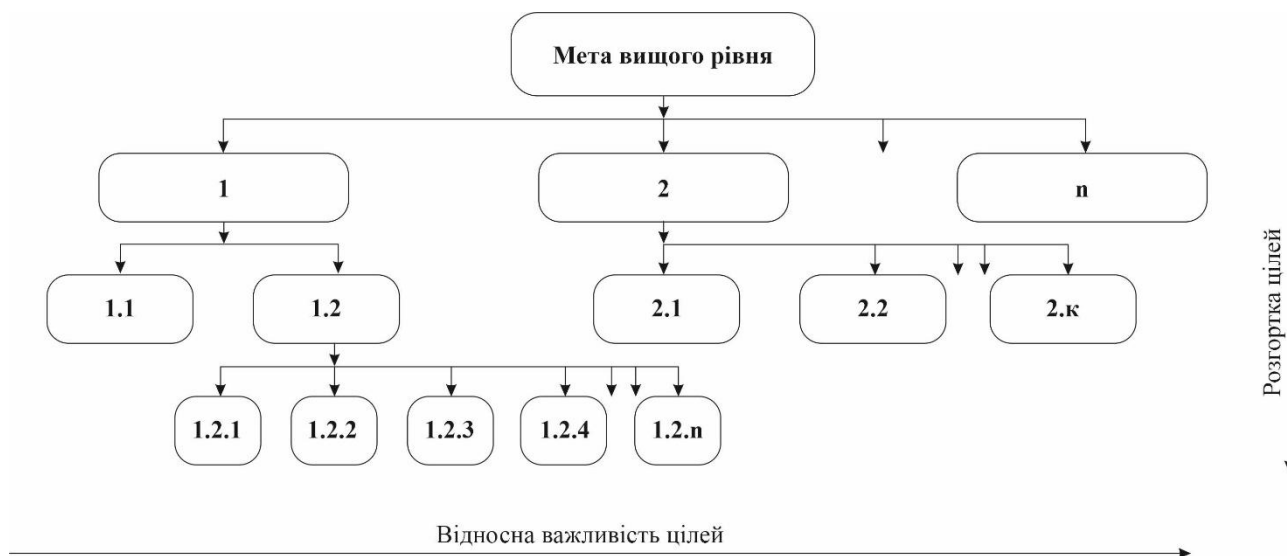 Мета вищого рівня
1
2
n
1.1
1.2
2.1
2.2
2.к
1.2.1
1.2.2
1.2.3
1.2.4
1.2.n
Розгортка цілей
Відносна важливість цілей